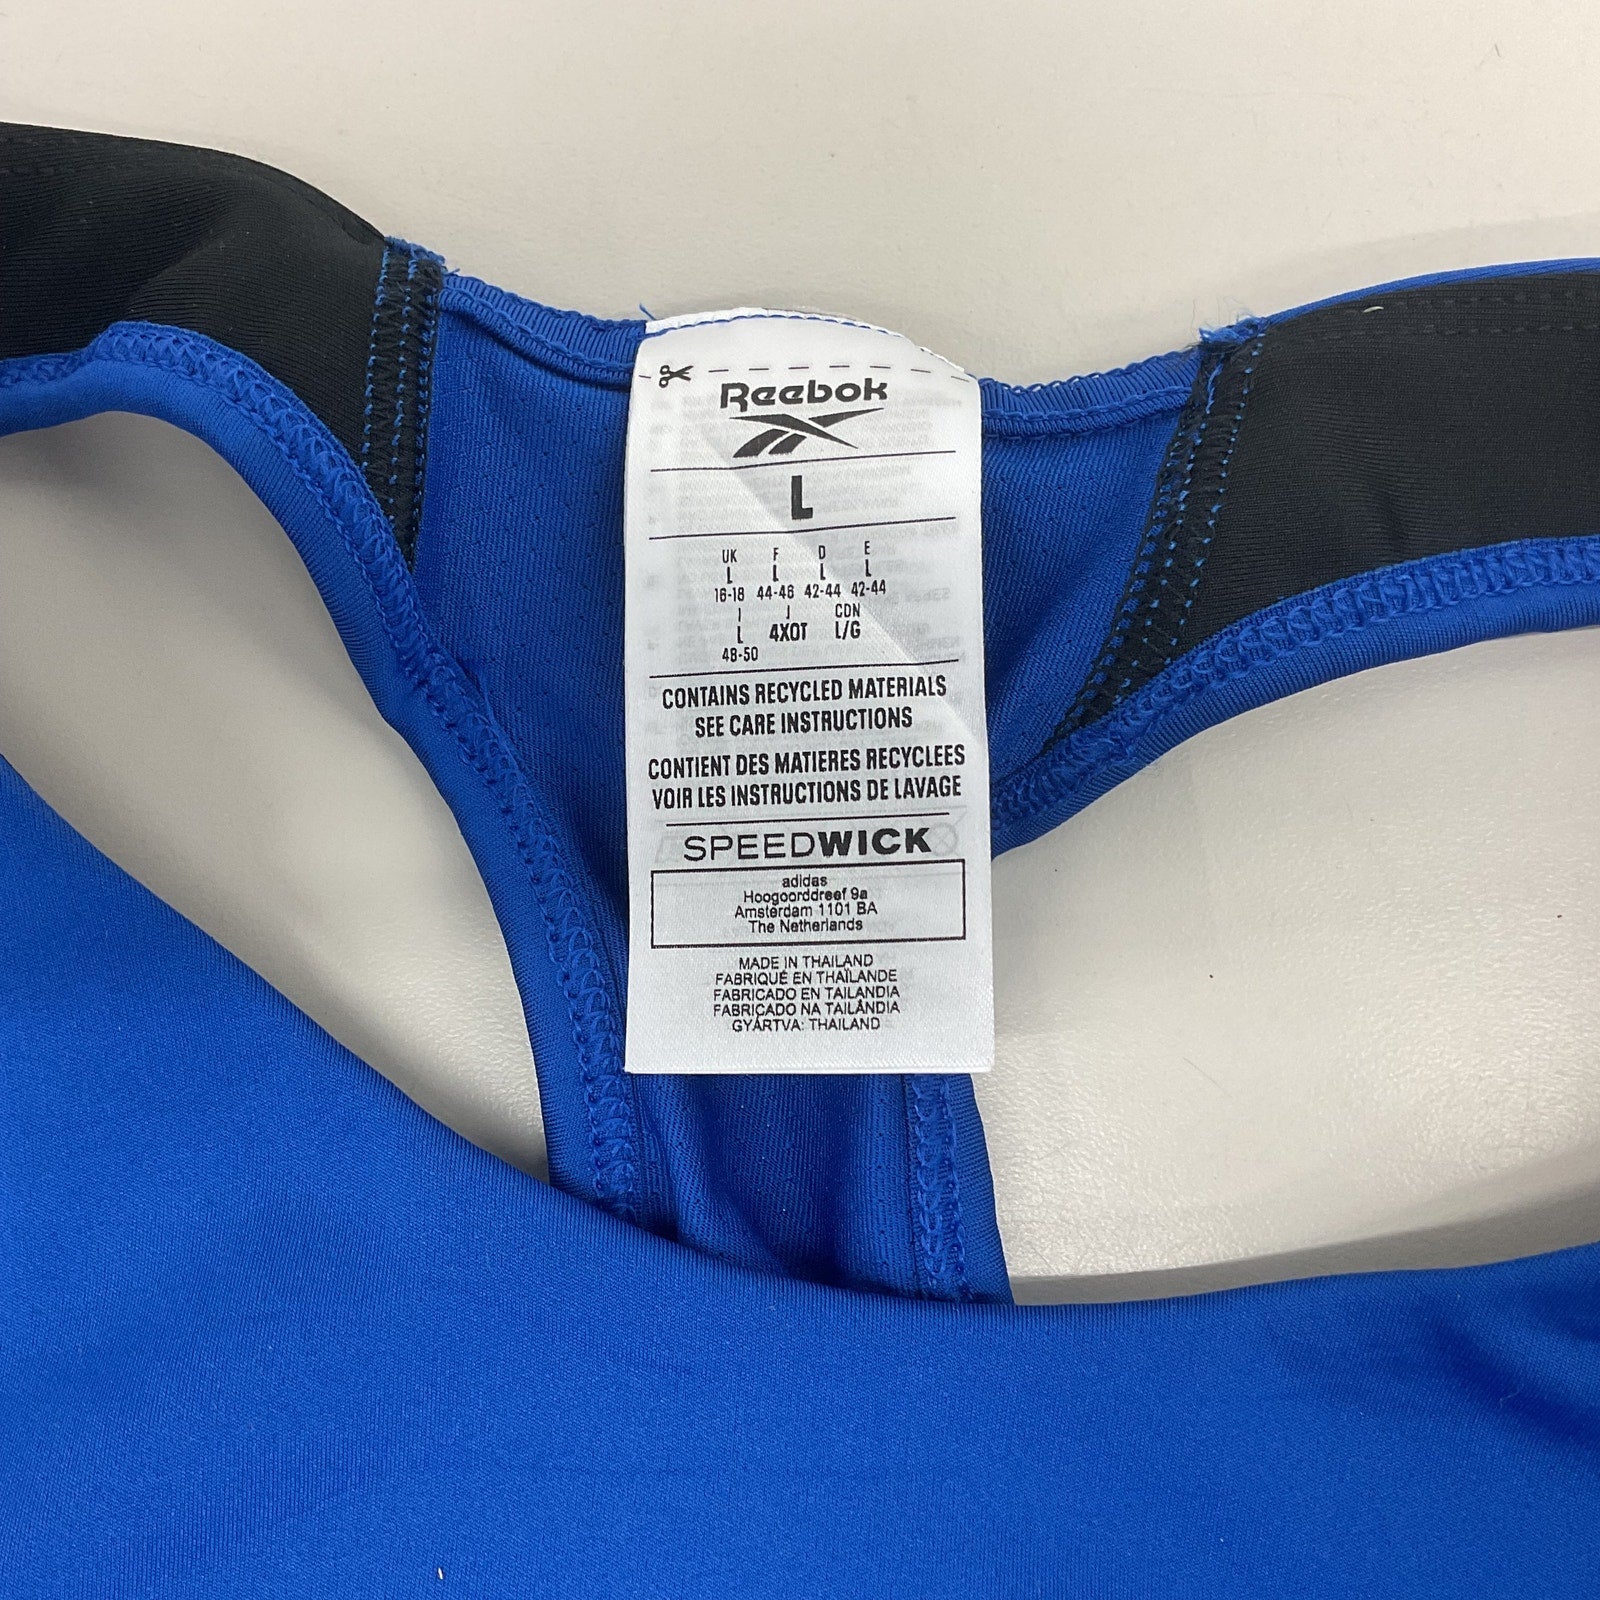 Reebok
L
UK F D E
L L L L
16-18 44-46 42-44 42-44
I J CDN
L 4XOT L/G
48-50
CONTAINS RECYCLED MATERIALS
SEE CARE INSTRUCTIONS
CONTIENT DES MATIERES RECYCLEES
VOIR LES INSTRUCTIONS DE LAVAGE
SPEEDWICK
adidas
Hoogoorddreef 9a
Amsterdam 1101 BA
The Netherlands
MADE IN THAILAND
FABRIQUÉ EN THAÏLANDE
FABRICADO EN TAILANDIA
FABRICADO NA TAILÂNDIA
GYÁRTVA: THAILAND